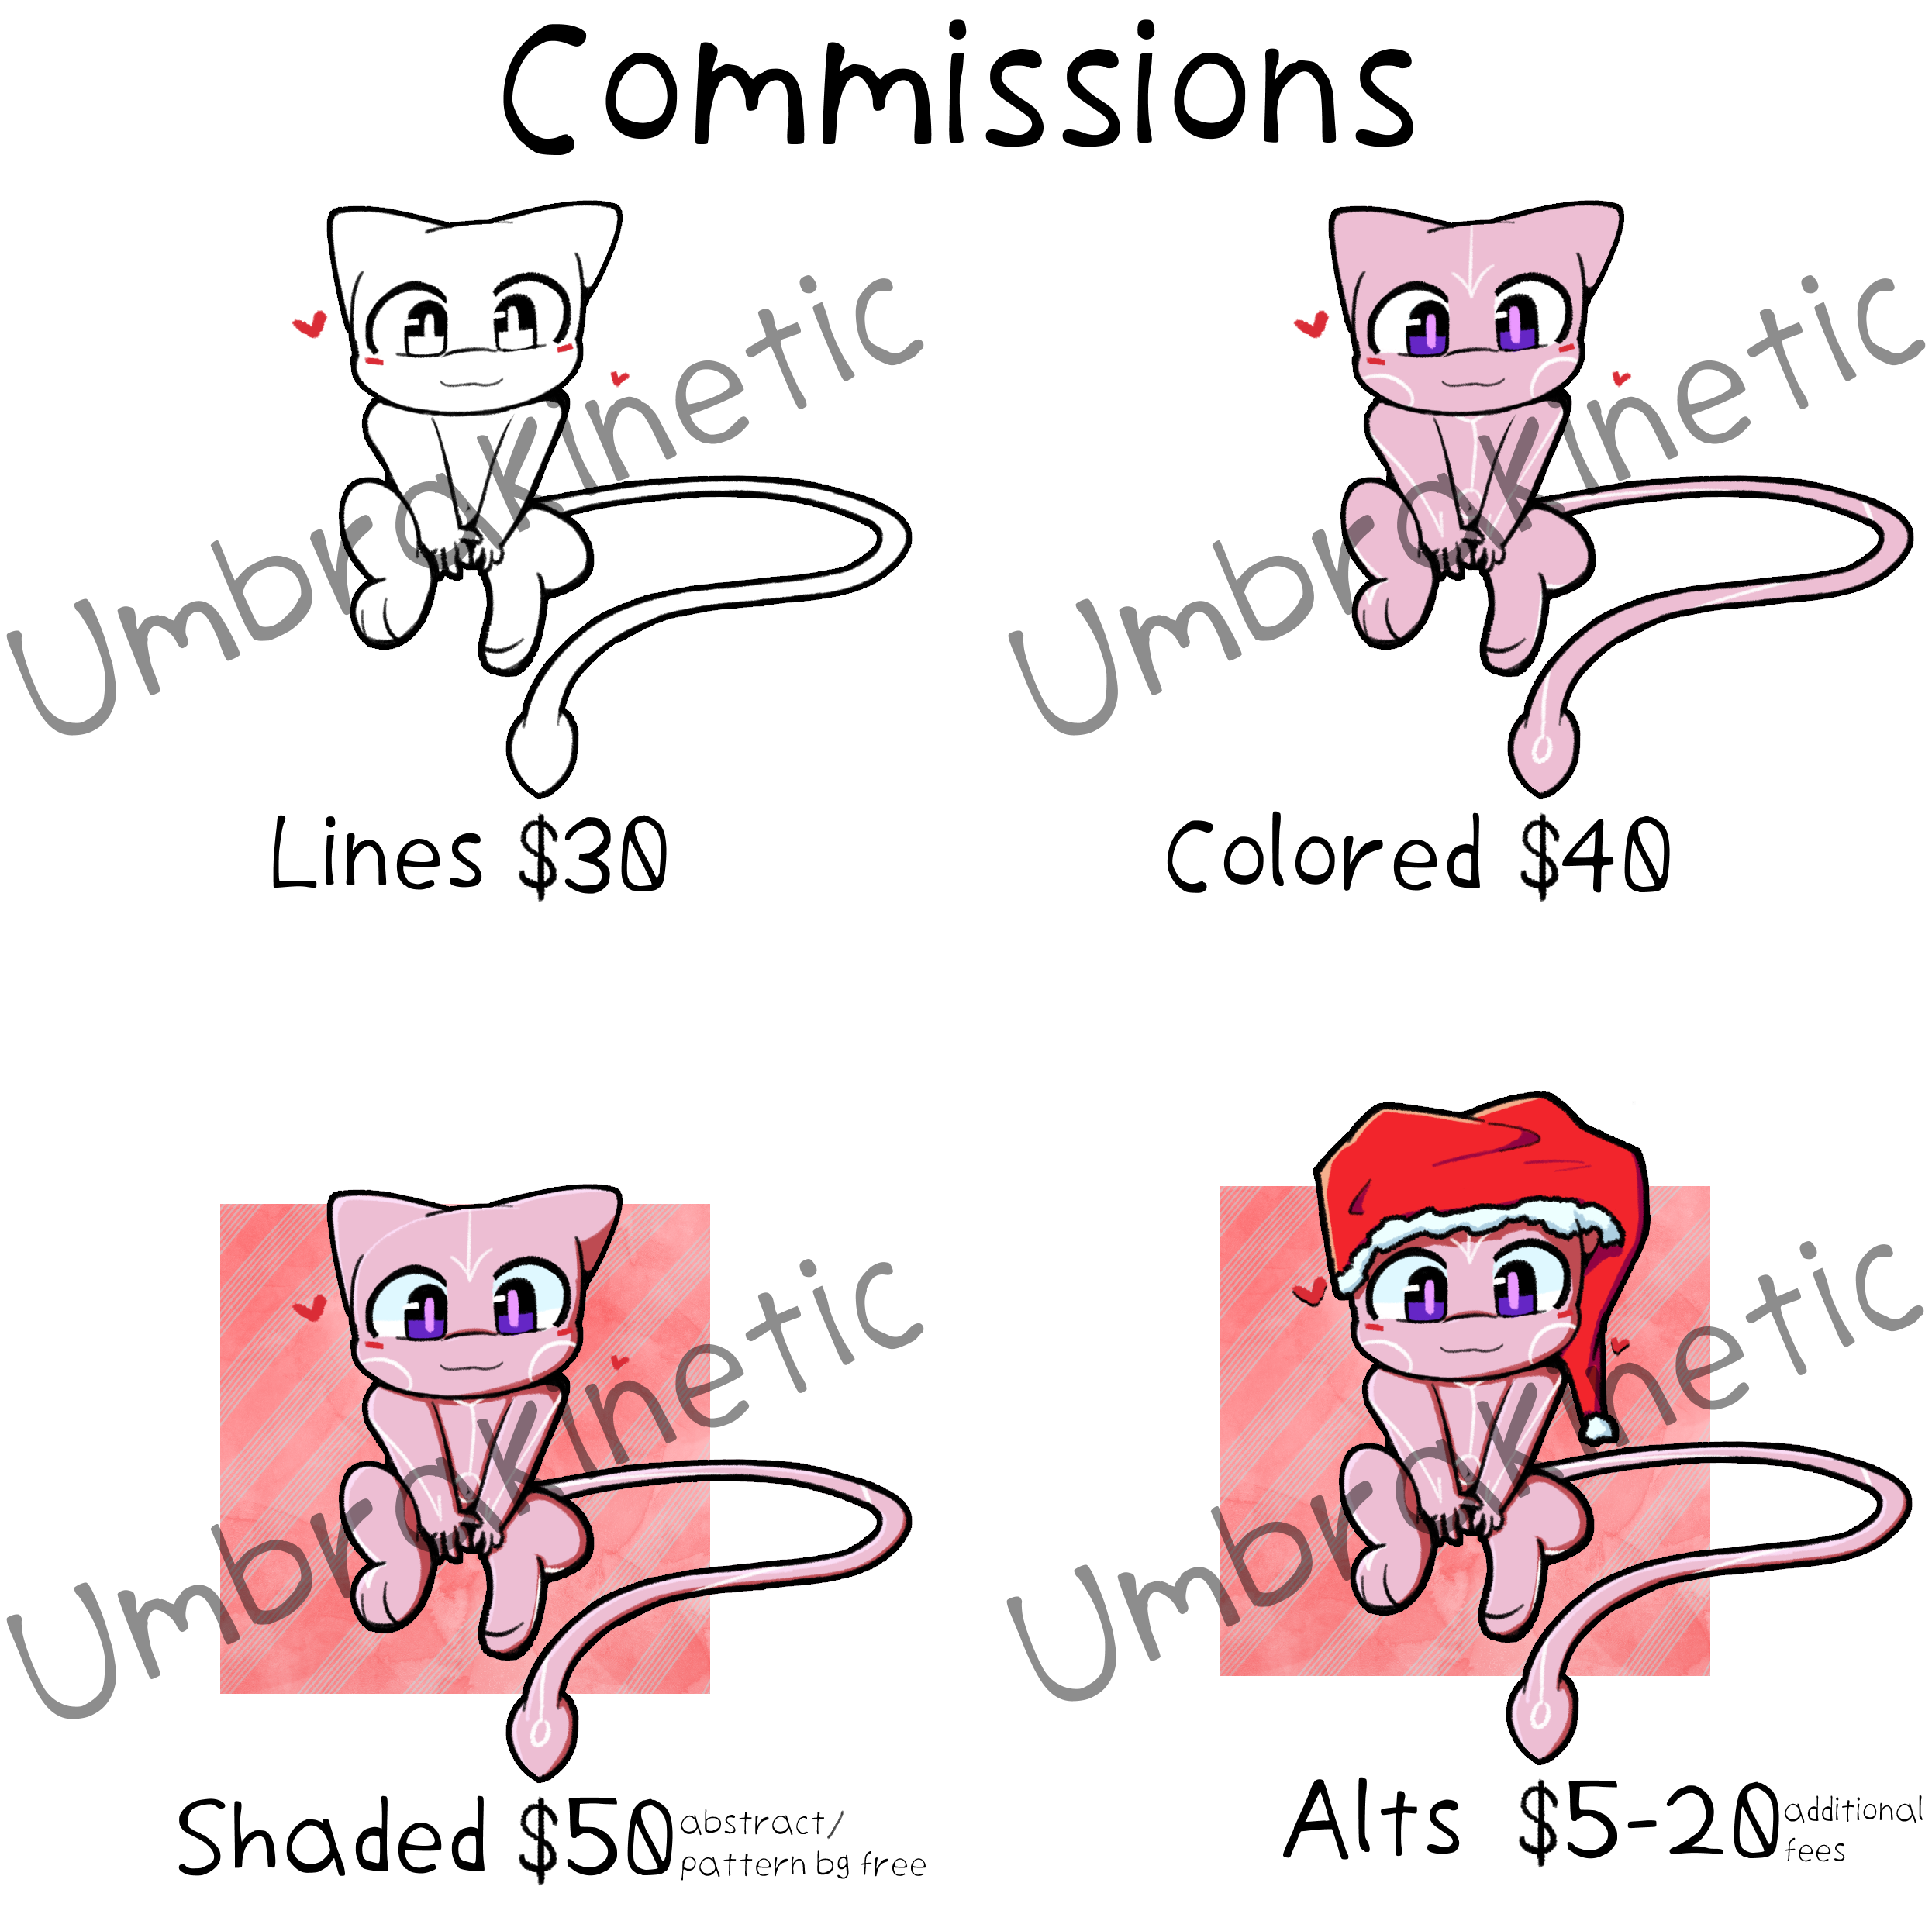 Commissions
Umbrakinetic
Umbrakinetic
Lines $30
Colored $40
Umbrakinetic
Umbrakinetic
Shaded $50 abstract/
pattern bg free
Alts $5-20 additional
fees